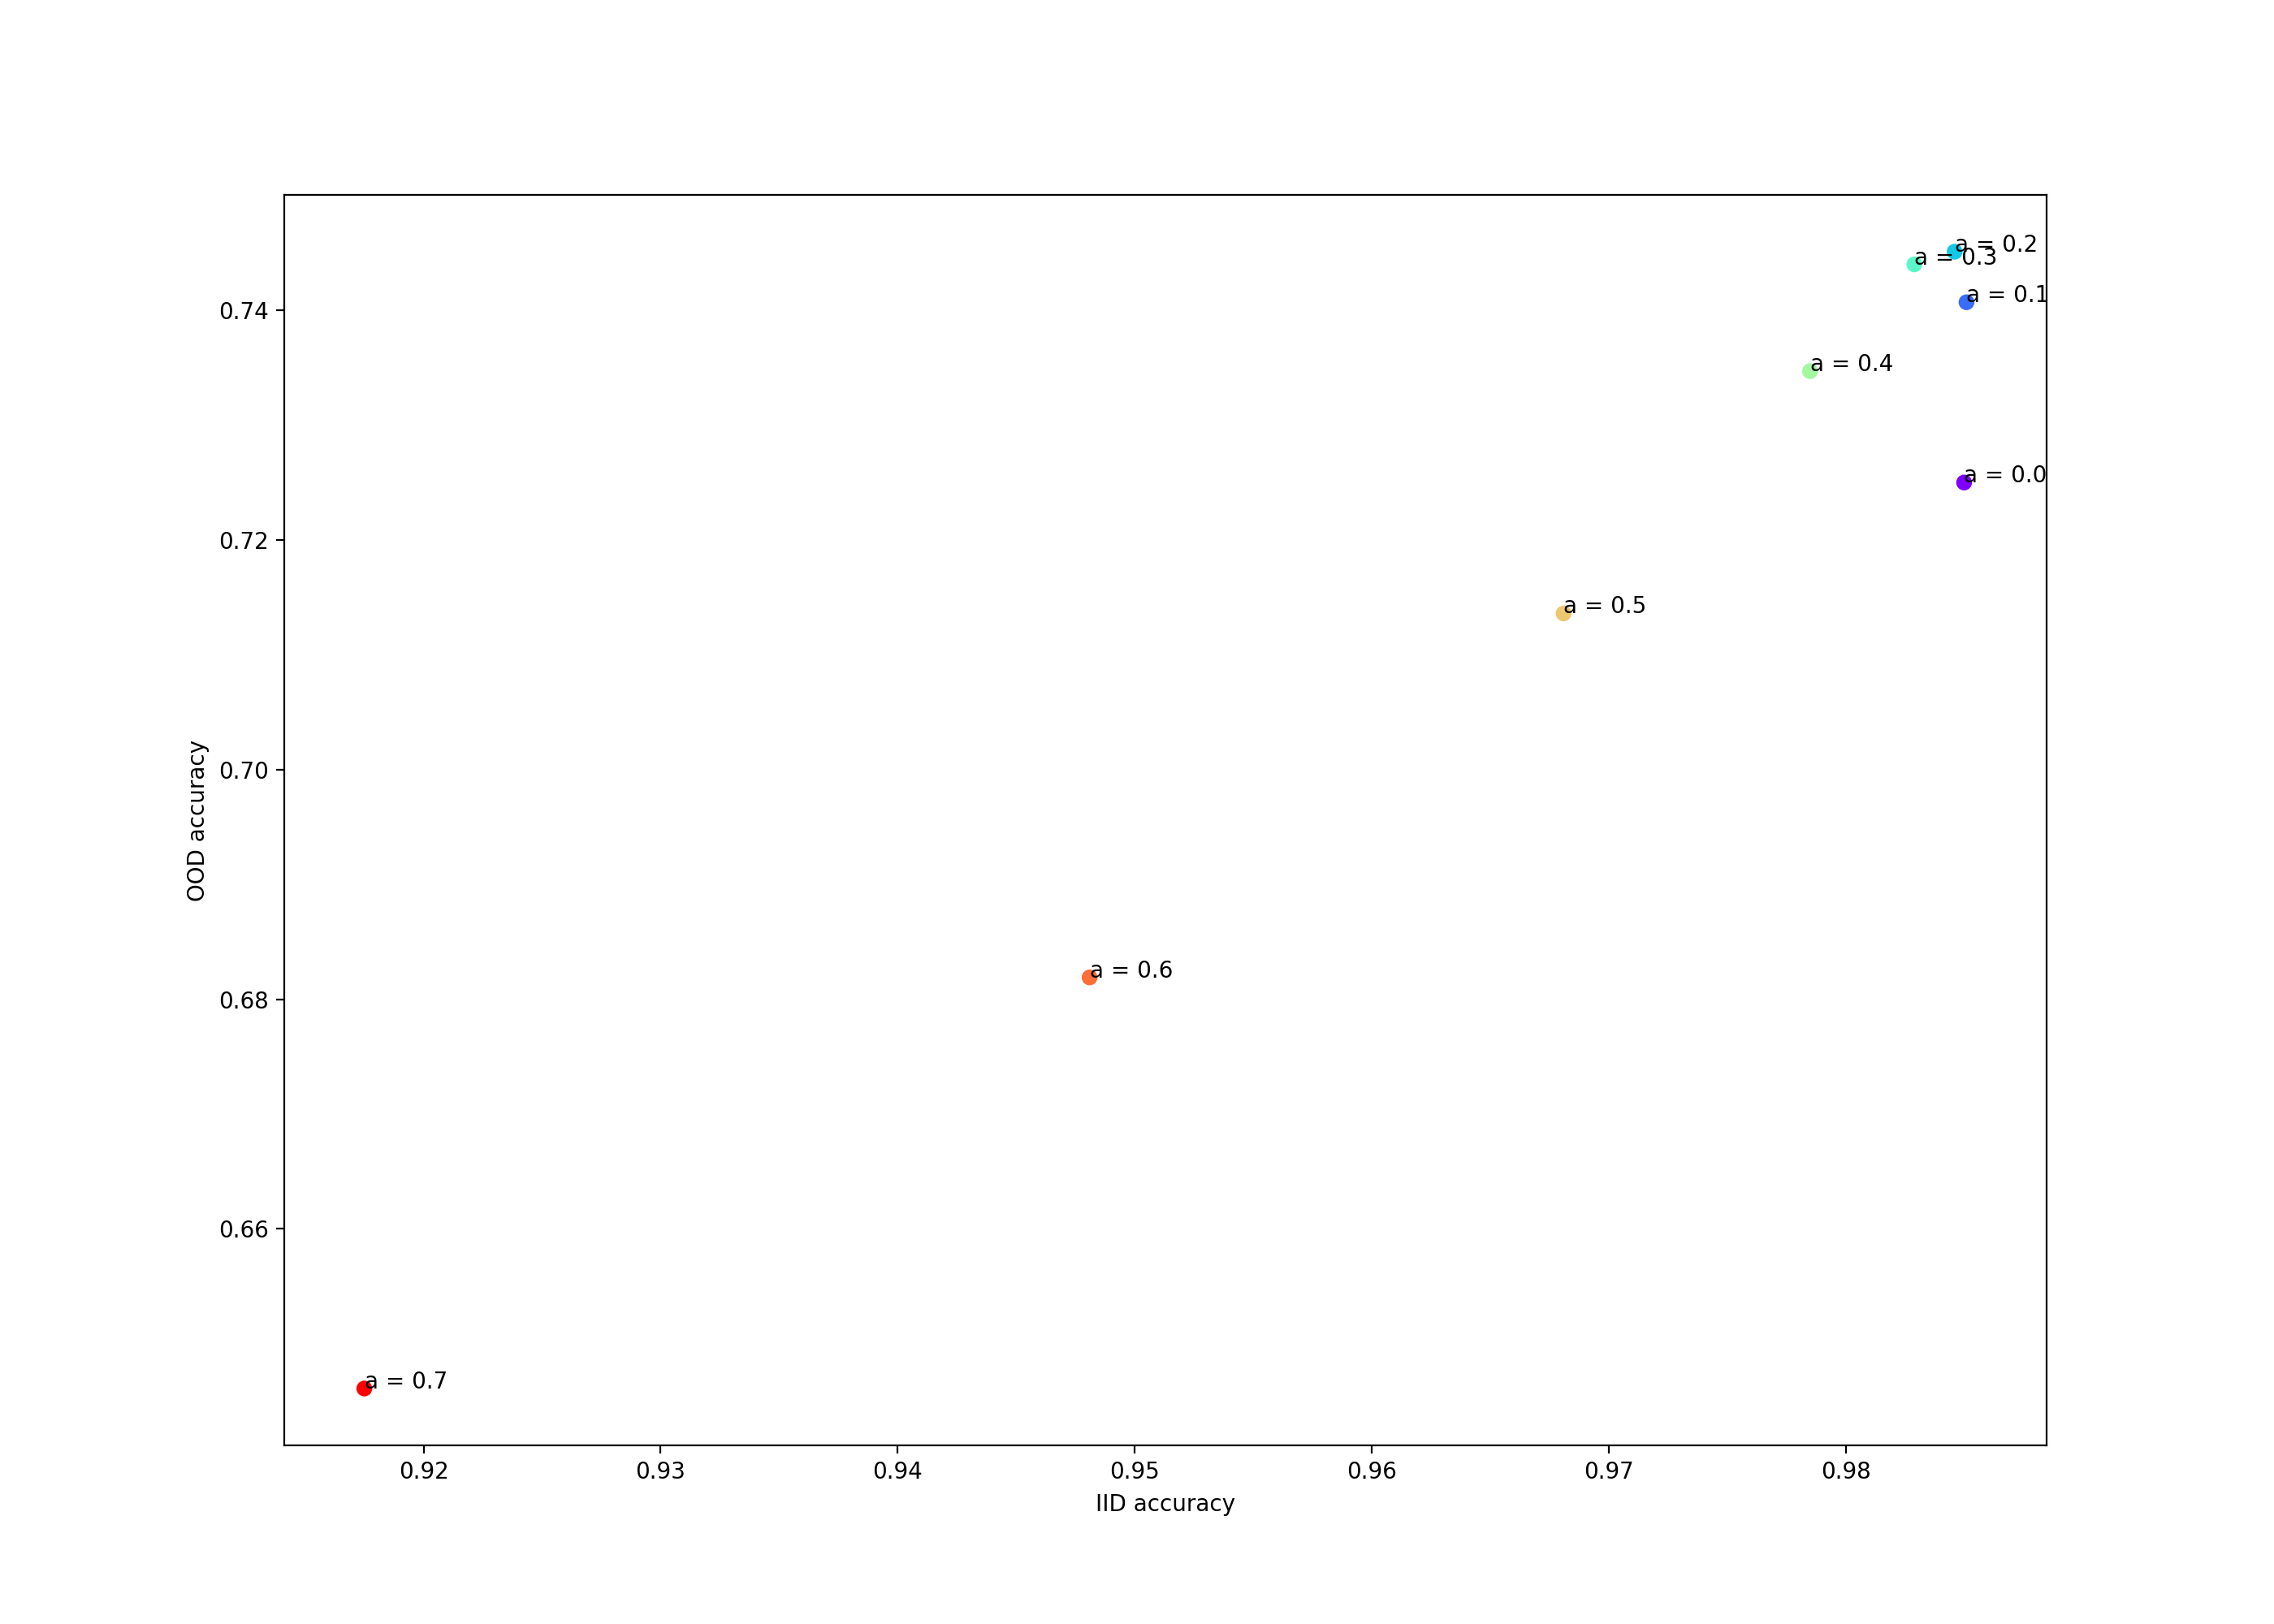 a = 0.2
a = 0.3
a = 0.1
0.74
a = 0.4
a = 0.0
0.72
a = 0.5
0.70
OOD accuracy
a = 0.6
0.68
0.66
a = 0.7
0.92 0.93 0.94 0.95 0.96 0.97 0.98
IID accuracy